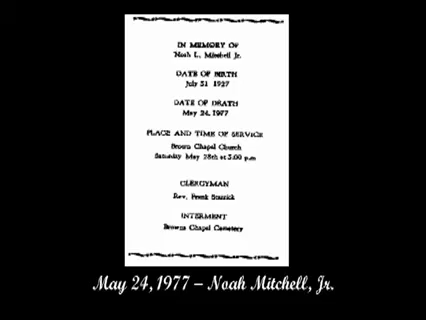 IN MEMORY OF
Noah L. Mitchell Jr.
DATE OF BIRTH
July 31 1927
DATE OF DEATH
May 24, 1977
PLACE AND TIME OF SERVICE
Brown Chapel Church
Saturday May 28th at 3:00 p.m
CLERGYMAN
Rev. Frank
INTERMENT
Browns Chapel Cemetery
May 24, 1977 – Noah Mitchell, Jr.